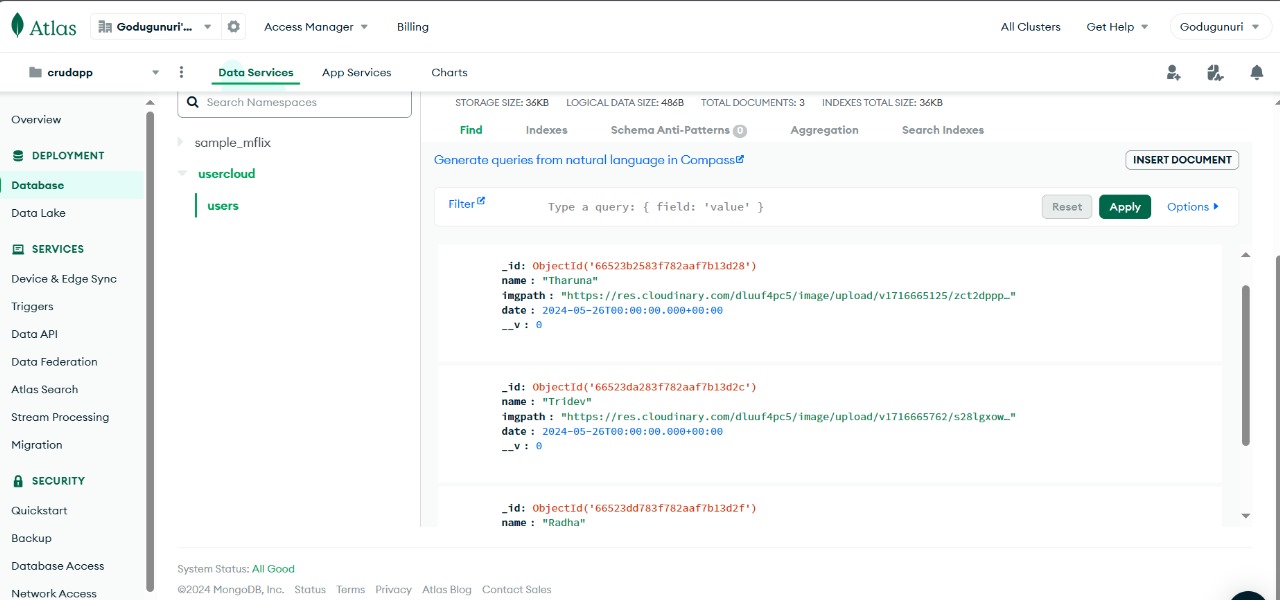 Atlas
Godugunuri'...
Access Manager
Billing
All Clusters
Get Help
Godugunuri
crudapp
Data Services
App Services
Charts
Overview
DEPLOYMENT
Database
Data Lake
SERVICES
Device & Edge Sync
Triggers
Data API
Data Federation
Atlas Search
Stream Processing
Migration
SECURITY
Quickstart
Backup
Database Access
Network Access
Search Namespaces
sample_mflix
usercloud
users
STORAGE SIZE: 36KB LOGICAL DATA SIZE: 486B TOTAL DOCUMENTS: 3 INDEXES TOTAL SIZE: 36KB
Find Indexes Schema Anti-Patterns 0 Aggregation Search Indexes
Generate queries from natural language in Compass
INSERT DOCUMENT
Filter
Type a query: { field: 'value' }
Reset
Apply
Options
_id: ObjectId('66523b2583f782aaf7b13d28')
name : "Tharuna"
imgpath : "https://res.cloudinary.com/dluuf4pc5/image/upload/v1716665125/zct2dppp…"
date : 2024-05-26T00:00:00.000+00:00
__v : 0
_id: ObjectId('66523da283f782aaf7b13d2c')
name : "Tridev"
imgpath : "https://res.cloudinary.com/dluuf4pc5/image/upload/v1716665762/s28lgxow…"
date : 2024-05-26T00:00:00.000+00:00
__v : 0
_id: ObjectId('66523dd783f782aaf7b13d2f')
name : "Radha"
System Status: All Good
©2024 MongoDB, Inc. Status Terms Privacy Atlas Blog Contact Sales